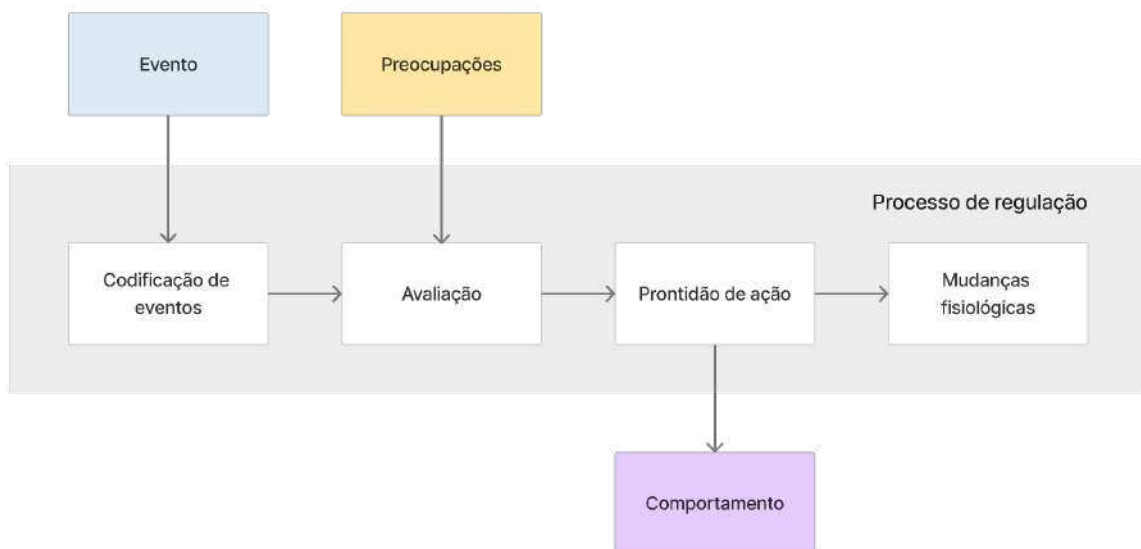 Evento
Preocupações
Processo de regulação
Codificação de
eventos
Avaliação
Prontidão de ação
Mudanças
fisiológicas
Comportamento